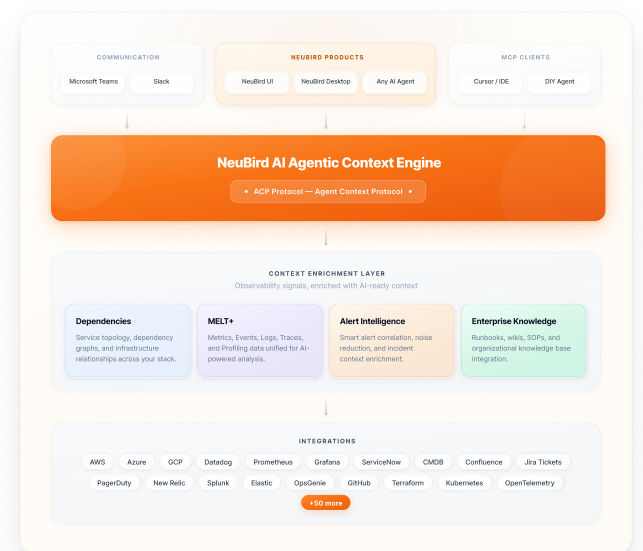 COMMUNICATION
Microsoft Teams
Slack
NEUBIRD PRODUCTS
NeuBird UI
NeuBird Desktop
Any AI Agent
MCP CLIENTS
Cursor / IDE
DIY Agent
NeuBird AI Agentic Context Engine
ACP Protocol — Agent Context Protocol
CONTEXT ENRICHMENT LAYER
Observability signals, enriched with AI-ready context
Dependencies
Service topology, dependency
graphs, and infrastructure
relationships across your stack.
MELT+
Metrics, Events, Logs, Traces,
and Profiling data unified for AI-
powered analysis.
Alert Intelligence
Smart alert correlation, noise
reduction, and incident
context enrichment.
Enterprise Knowledge
Runbooks, wikis, SOPs, and
organizational knowledge base
integration.
INTEGRATIONS
AWS
Azure
GCP
Datadog
Prometheus
Grafana
ServiceNow
CMDB
Confluence
Jira Tickets
PagerDuty
New Relic
Splunk
Elastic
OpsGenie
GitHub
Terraform
Kubernetes
OpenTelemetry
+50 more